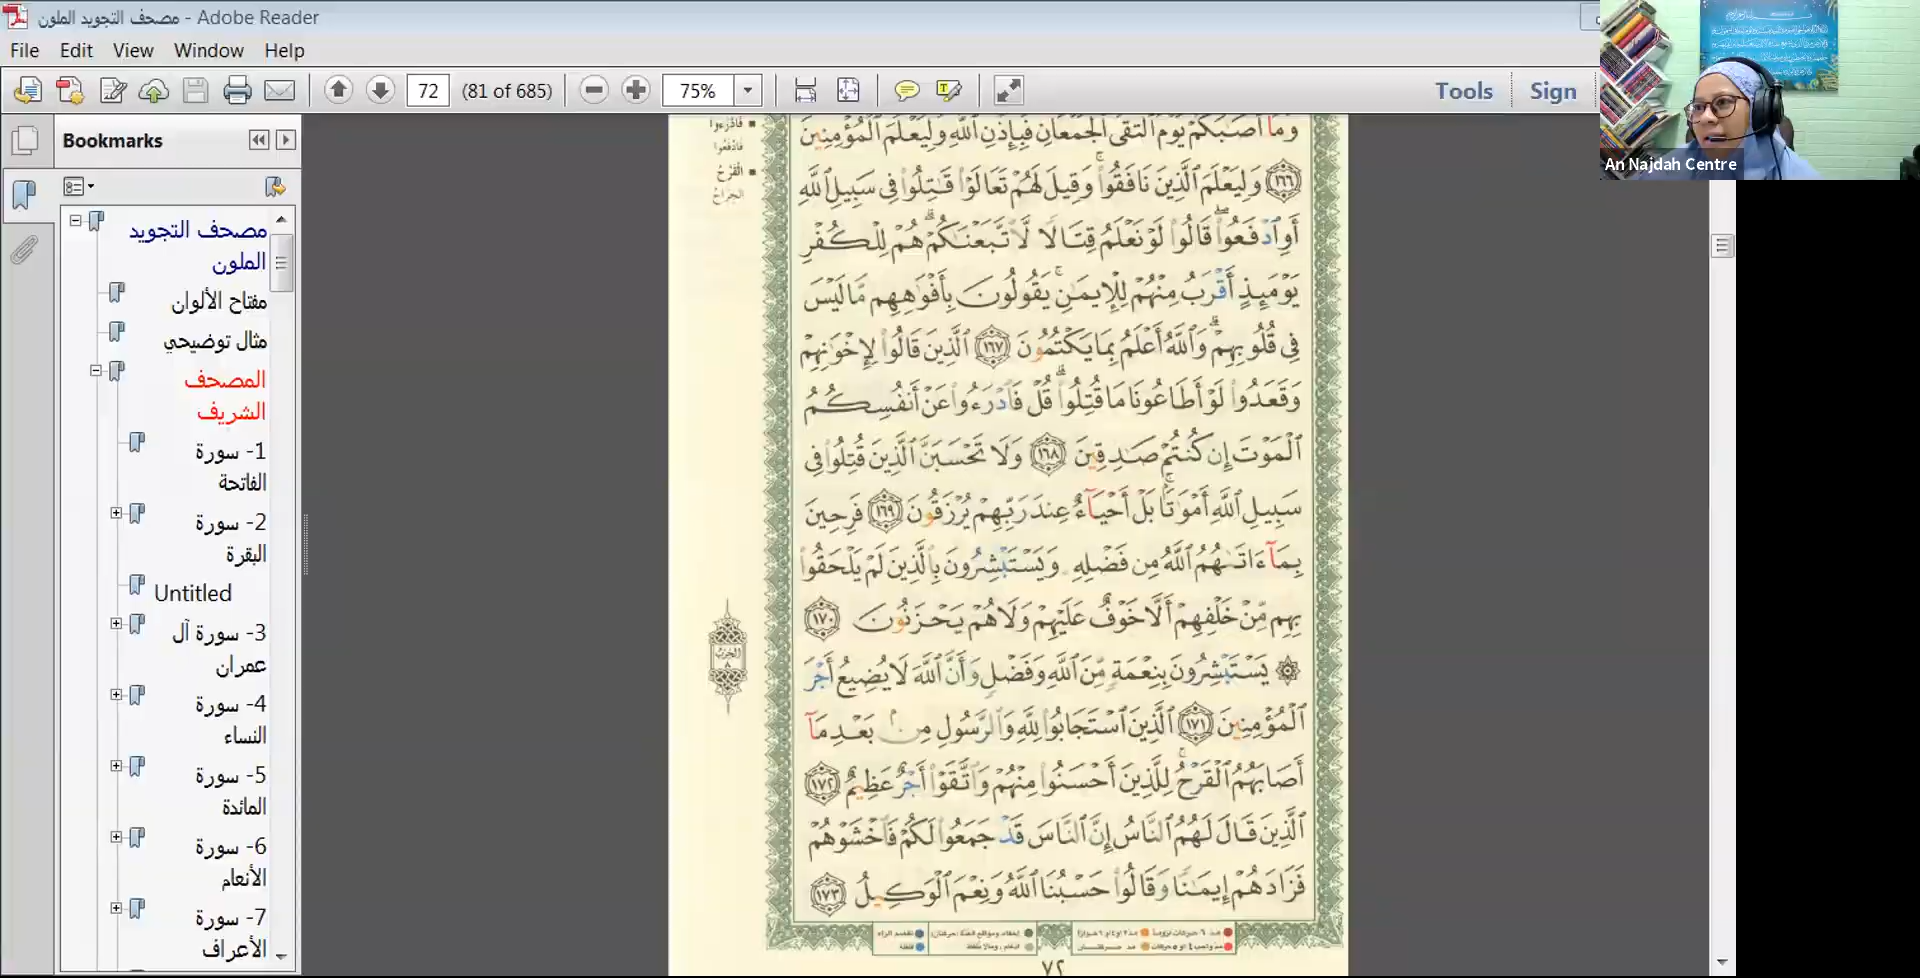 مصحف التجويد الملون - Adobe Reader
File Edit View Window Help
72 (81 of 685) 75% Tools Sign
An Najdah Centre
Bookmarks
مصحف التجويد
الملون
مفتاح الألوان
مثال توضيحي
المصحف
الشريف
1- سورة
الفاتحة
2- سورة
البقرة
Untitled
3- سورة آل
عمران
4- سورة
النساء
5- سورة
المائدة
6- سورة
الأنعام
7- سورة
الأعراف
فَادْرَءُوا
فادفعوا
الْقَرْحُ
الجراح
الحزب
٨
وَمَآ أَصَٰبَكُمْ يَوْمَ ٱلْتَقَى ٱلْجَمْعَانِ فَبِإِذْنِ ٱللَّهِ وَلِيَعْلَمَ ٱلْمُؤْمِنِينَ
١٦٦ وَلِيَعْلَمَ ٱلَّذِينَ نَافَقُوا۟ۚ وَقِيلَ لَهُمْ تَعَالَوْا۟ قَٰتِلُوا۟ فِى سَبِيلِ ٱللَّهِ
أَوِ ٱدْفَعُوا۟ۖ قَالُوا۟ لَوْ نَعْلَمُ قِتَالًا لَّٱتَّبَعْنَٰكُمْۗ هُمْ لِلْكُفْرِ
يَوْمَئِذٍ أَقْرَبُ مِنْهُمْ لِلْإِيمَٰنِۚ يَقُولُونَ بِأَفْوَٰهِهِم مَّا لَيْسَ
فِى قُلُوبِهِمْۗ وَٱللَّهُ أَعْلَمُ بِمَا يَكْتُمُونَ ١٦٧ ٱلَّذِينَ قَالُوا۟ لِإِخْوَٰنِهِمْ
وَقَعَدُوا۟ لَوْ أَطَاعُونَا مَا قُتِلُوا۟ۗ قُلْ فَٱدْرَءُوا۟ عَنْ أَنفُسِكُمُ
ٱلْمَوْتَ إِن كُنتُمْ صَٰدِقِينَ ١٦٨ وَلَا تَحْسَبَنَّ ٱلَّذِينَ قُتِلُوا۟ فِى
سَبِيلِ ٱللَّهِ أَمْوَٰتًۢاۚ بَلْ أَحْيَآءٌ عِندَ رَبِّهِمْ يُرْزَقُونَ ١٦٩ فَرِحِينَ
بِمَآ ءَاتَىٰهُمُ ٱللَّهُ مِن فَضْلِهِۦ وَيَسْتَبْشِرُونَ بِٱلَّذِينَ لَمْ يَلْحَقُوا۟
بِهِم مِّنْ خَلْفِهِمْ أَلَّا خَوْفٌ عَلَيْهِمْ وَلَا هُمْ يَحْزَنُونَ ١٧٠
۞ يَسْتَبْشِرُونَ بِنِعْمَةٍ مِّنَ ٱللَّهِ وَفَضْلٍ وَأَنَّ ٱللَّهَ لَا يُضِيعُ أَجْرَ
ٱلْمُؤْمِنِينَ ١٧١ ٱلَّذِينَ ٱسْتَجَابُوا۟ لِلَّهِ وَٱلرَّسُولِ مِنۢ بَعْدِ مَآ
أَصَابَهُمُ ٱلْقَرْحُۚ لِلَّذِينَ أَحْسَنُوا۟ مِنْهُمْ وَٱتَّقَوْا۟ أَجْرٌ عَظِيمٌ ١٧٢
ٱلَّذِينَ قَالَ لَهُمُ ٱلنَّاسُ إِنَّ ٱلنَّاسَ قَدْ جَمَعُوا۟ لَكُمْ فَٱخْشَوْهُمْ
فَزَادَهُمْ إِيمَٰنًا وَقَالُوا۟ حَسْبُنَا ٱللَّهُ وَنِعْمَ ٱلْوَكِيلُ ١٧٣
٧٢